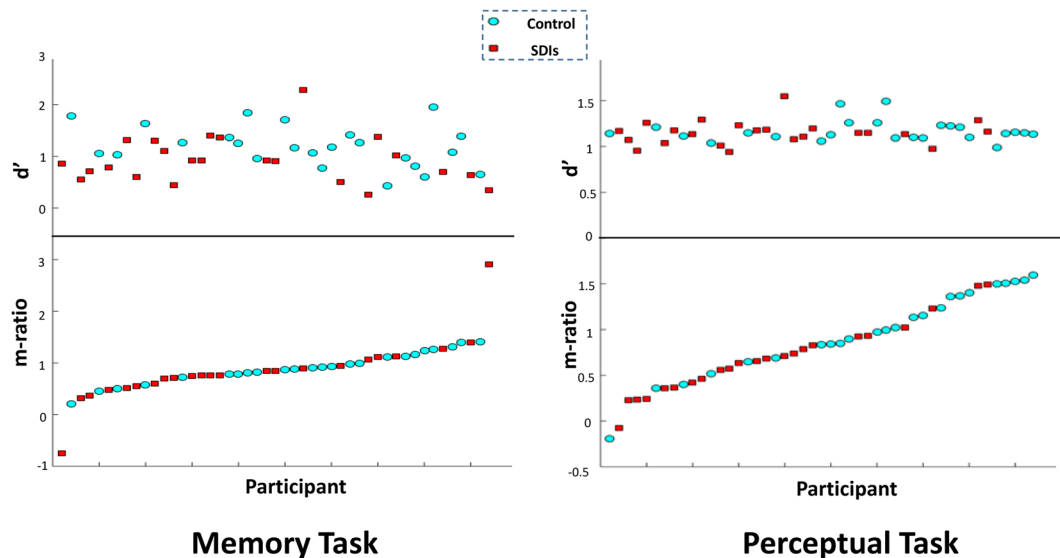 Control
SDIs
3
2
1
0
d'
3
2
1
0
-1
m-ratio
Participant
Memory Task
1.5
1
0.5
0
d'
1.5
1
0.5
0
-0.5
m-ratio
Participant
Perceptual Task